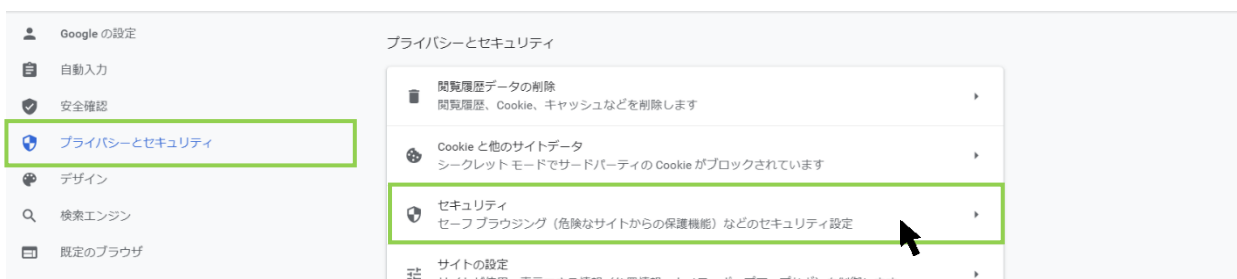 Google の設定
自動入力
安全確認
プライバシーとセキュリティ
デザイン
検索エンジン
既定のブラウザ
プライバシーとセキュリティ
閲覧履歴データの削除
閲覧履歴、Cookie、キャッシュなどを削除します
Cookie と他のサイトデータ
シークレット モードでサードパーティの Cookie がブロックされています
セキュリティ
セーフ ブラウジング（危険なサイトからの保護機能）などのセキュリティ設定
サイトの設定